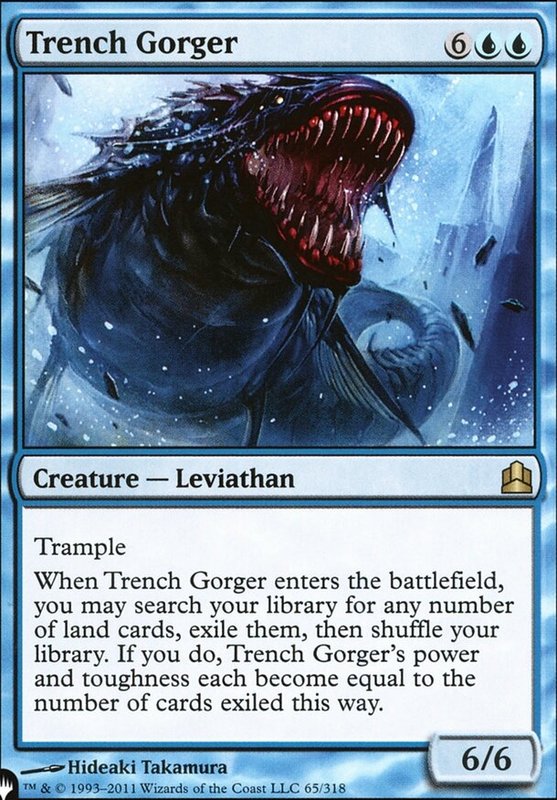 Trench Gorger 6
Creature — Leviathan
Trample
When Trench Gorger enters the battlefield,
you may search your library for any number
of land cards, exile them, then shuffle your
library. If you do, Trench Gorger's power
and toughness each become equal to the
number of cards exiled this way.
6/6
Hideaki Takamura
™ & © 1993–2011 Wizards of the Coast LLC 65/318